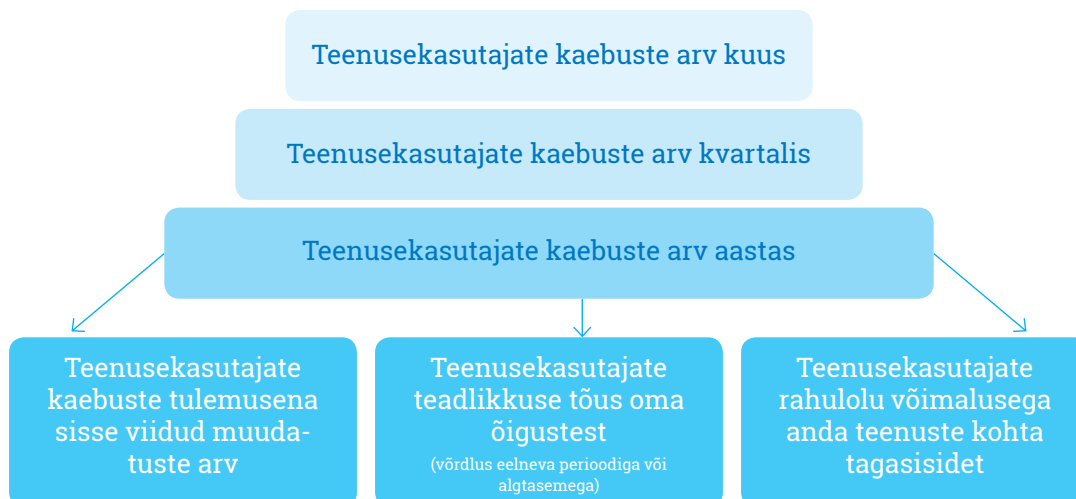 Teenusekasutajate kaebuste arv kuus
Teenusekasutajate kaebuste arv kvartalis
Teenusekasutajate kaebuste arv aastas
Teenusekasutajate
kaebuste tulemusena
sisse viidud muuda-
tuste arv
Teenusekasutajate
teadlikkuse tõus oma
õigustest
(võrdlus eelneva perioodiga või
algtasemega)
Teenusekasutajate
rahulolu võimalusega
anda teenuste kohta
tagasisidet